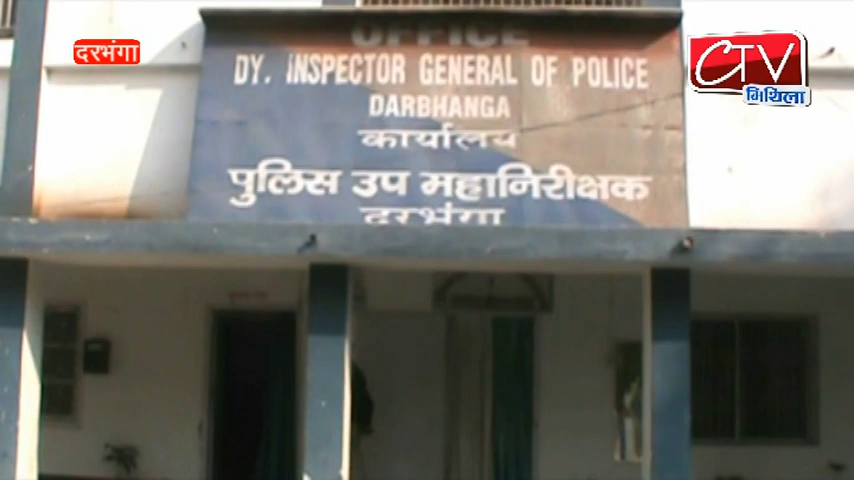 दरभंगा
CTV
मिथिला
OFFICE
DY. INSPECTOR GENERAL OF POLICE
DARBHANGA
कार्यालय
पुलिस उप महानिरीक्षक
दरभंगा